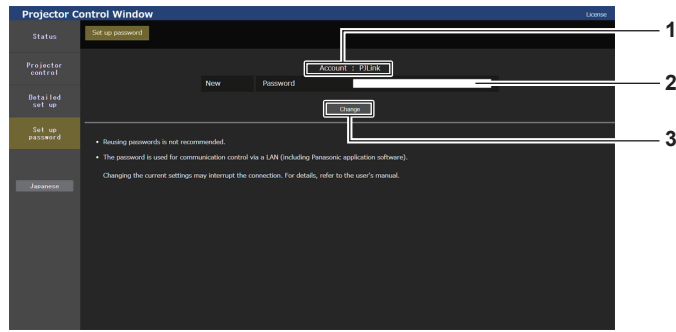 Projector Control Window
License
Status
Set up password
1
Projector
control
Account : PJLink
New Password
2
Detailed
set up
Change
Set up
password
3
• Reusing passwords is not recommended.
• The password is used for communication control via a LAN (including Panasonic application software).
Changing the current settings may interrupt the connection. For details, refer to the user's manual.
Japanese